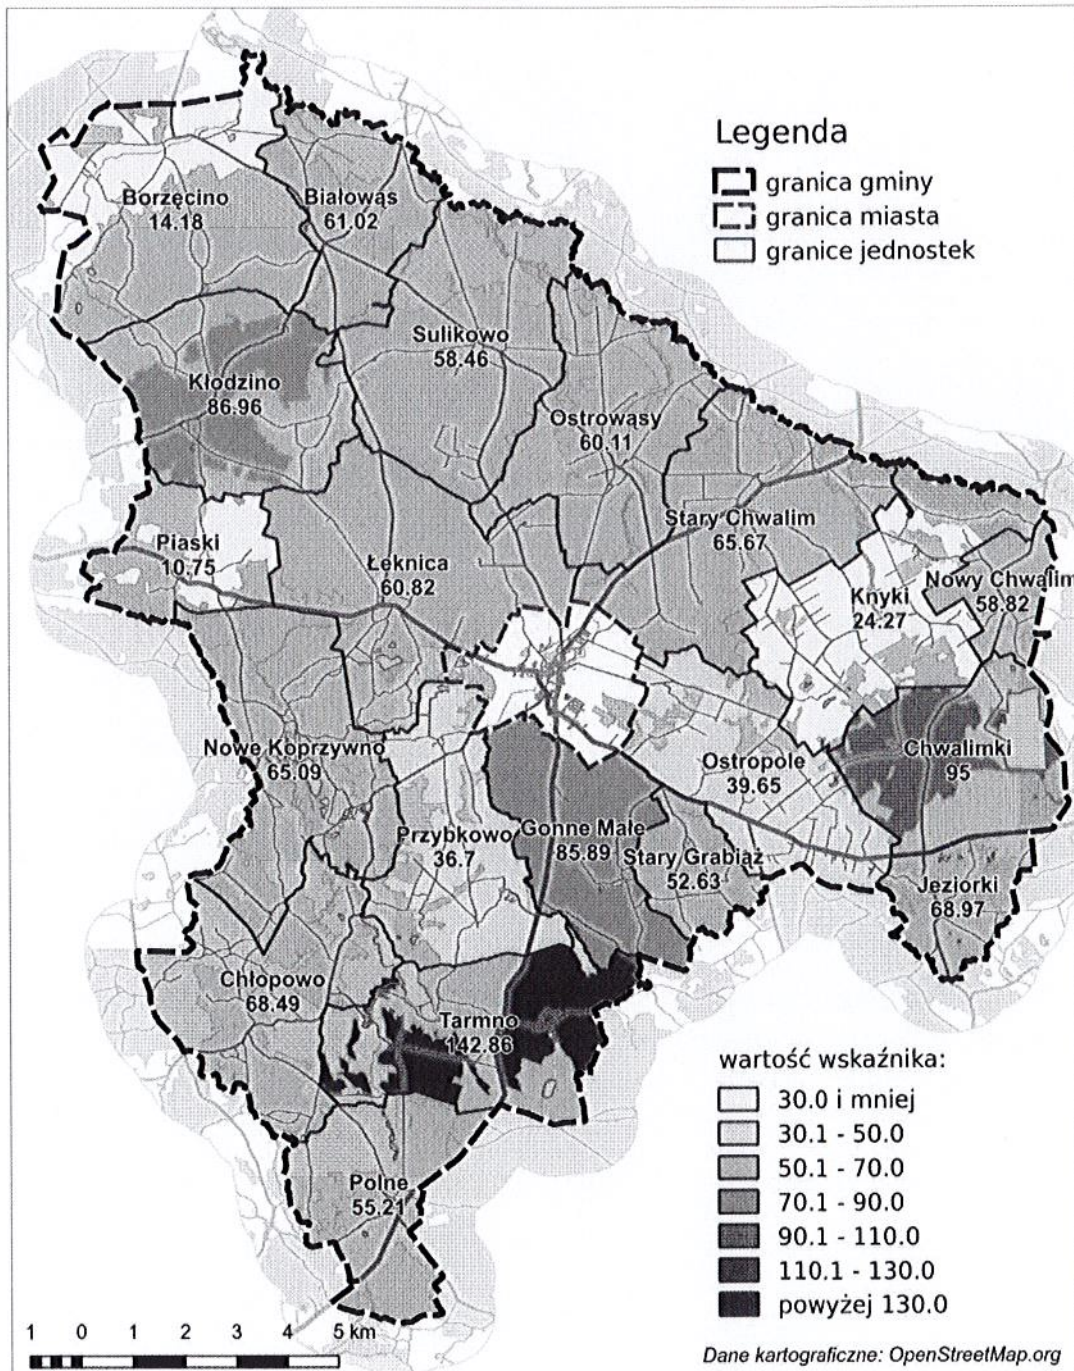 Legenda
granica gminy
granica miasta
granice jednostek
Borzęcino
14.18
Białowąs
61.02
Sulikowo
58.46
Kłodzino
86.96
Ostrowąsy
60.11
Stary Chwalim
65.67
Piaski
10.75
Łeknica
60.82
Knyki
24.27
Nowy Chwalim
58.82
Nowe Koprzywno
65.09
Ostropole
39.65
Chwalimki
95
Przybkowo
36.7
Gonne Małe
85.89
Stary Grabiąż
52.63
Jeziorki
68.97
Chłopowo
68.49
Tarmno
142.86
Polne
55.21
wartość wskaźnika:
30.0 i mniej
30.1 - 50.0
50.1 - 70.0
70.1 - 90.0
90.1 - 110.0
110.1 - 130.0
powyżej 130.0
1 0 1 2 3 4 5 km
Dane kartograficzne: OpenStreetMap.org